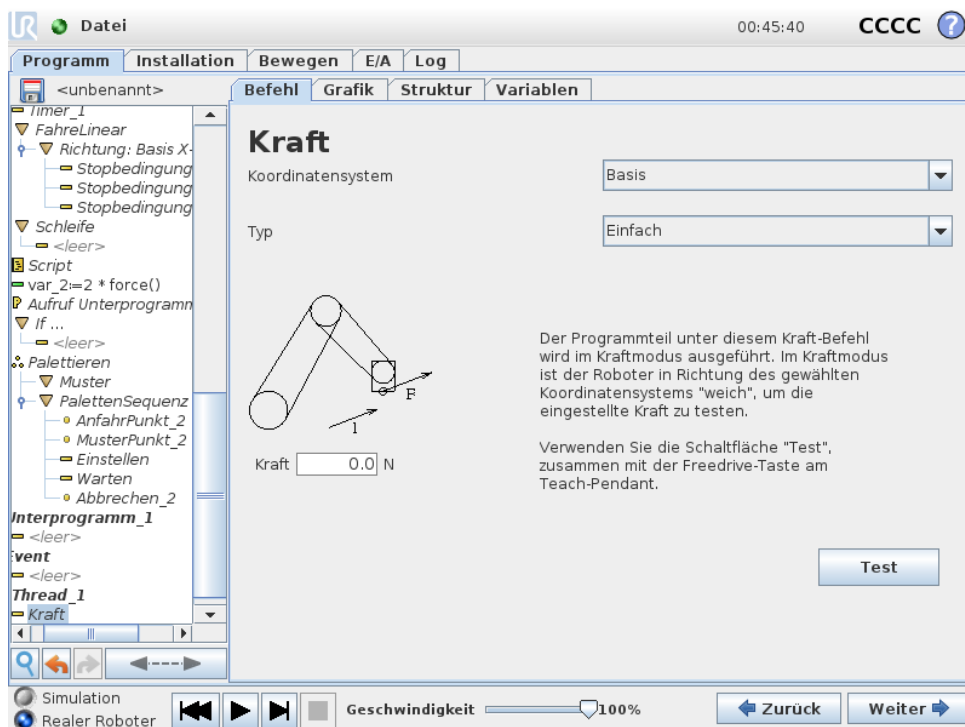 UR Datei 00:45:40 CCCC ?
Programm Installation Bewegen E/A Log
<unbenannt>
Befehl Grafik Struktur Variablen
Timer_1
FahreLinear
Richtung: Basis X-
Stopbedingung
Stopbedingung
Stopbedingung
Schleife
<leer>
Script
var_2:=2 * force()
P Aufruf Unterprogramm
If ...
<leer>
Palettieren
Muster
PalettenSequenz
AnfahrPunkt_2
MusterPunkt_2
Einstellen
Warten
Abbrechen_2
Unterprogramm_1
<leer>
Event
<leer>
Thread_1
Kraft
Kraft
Koordinatensystem
Basis
Typ
Einfach
F
1
Kraft 0.0 N
Der Programmteil unter diesem Kraft-Befehl
wird im Kraftmodus ausgeführt. Im Kraftmodus
ist der Roboter in Richtung des gewählten
Koordinatensystems "weich", um die
eingestellte Kraft zu testen.
Verwenden Sie die Schaltfläche "Test",
zusammen mit der Freedrive-Taste am
Teach-Pendant.
Test
Simulation
Realer Roboter
Geschwindigkeit 100%
Zurück
Weiter